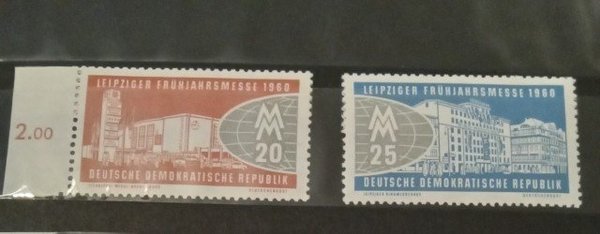 2.00
LEIPZIGER FRÜHJAHRSMESSE 1960
MM
20
DEUTSCHE DEMOKRATISCHE REPUBLIK
LEIPZIGER FRÜHJAHRSMESSE 1960
MM
25
DEUTSCHE DEMOKRATISCHE REPUBLIK